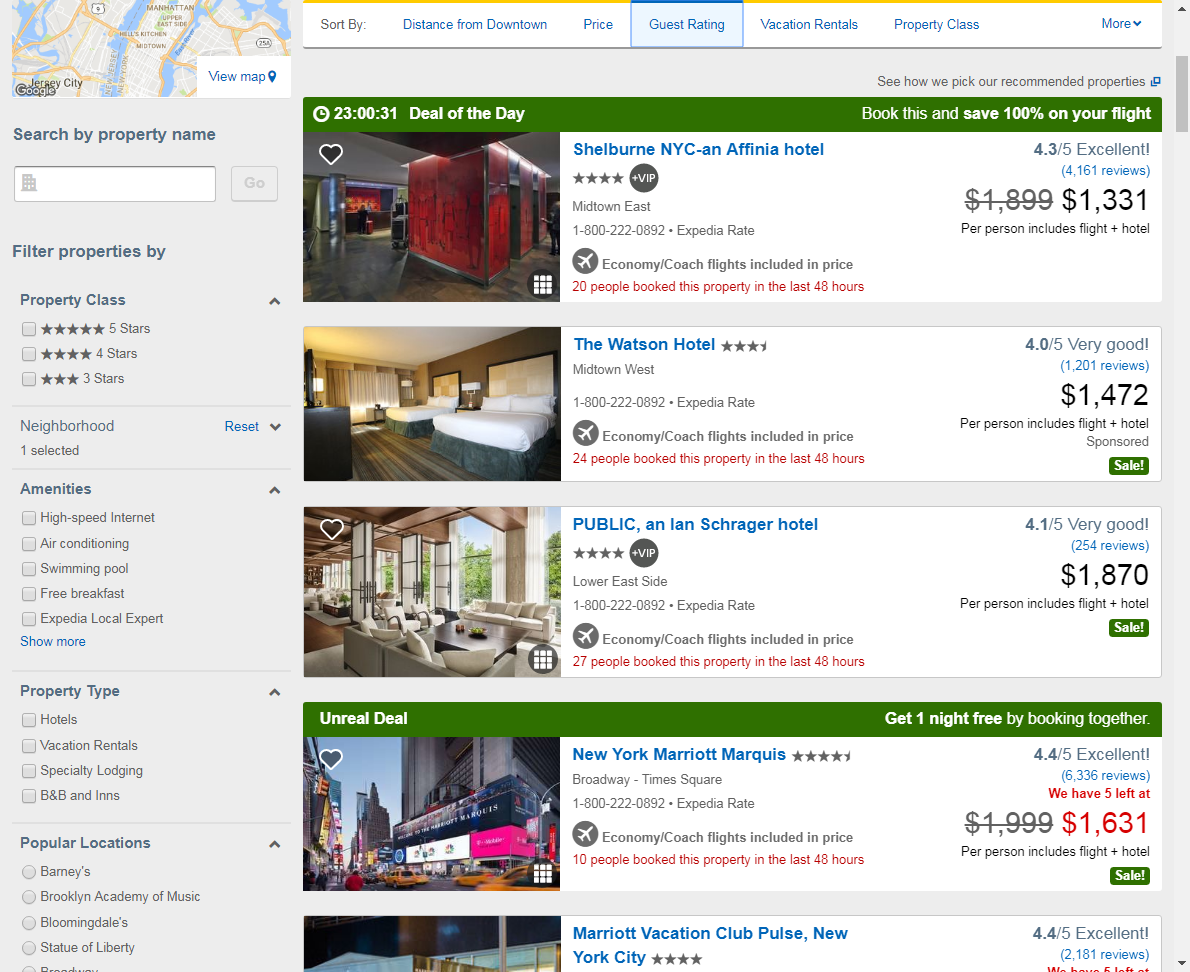 MANHATTAN
UPPER
EAST SIDE
HELL'S KITCHEN
MIDTOWN
NEW JERSEY
NEW YORK
East River
9
25A
Jersey City
Google
View map
Search by property name
Go
Filter properties by
Property Class
5 Stars
4 Stars
3 Stars
Neighborhood Reset
1 selected
Amenities
High-speed Internet
Air conditioning
Swimming pool
Free breakfast
Expedia Local Expert
Show more
Property Type
Hotels
Vacation Rentals
Specialty Lodging
B&B and Inns
Popular Locations
Barney's
Brooklyn Academy of Music
Bloomingdale's
Statue of Liberty
Broadway
Sort By: Distance from Downtown Price Guest Rating Vacation Rentals Property Class More
See how we pick our recommended properties
23:00:31 Deal of the Day Book this and save 100% on your flight
Shelburne NYC-an Affinia hotel 4.3/5 Excellent!
+VIP (4,161 reviews)
Midtown East $1,899 $1,331
1-800-222-0892 • Expedia Rate Per person includes flight + hotel
Economy/Coach flights included in price
20 people booked this property in the last 48 hours
The Watson Hotel 4.0/5 Very good!
Midtown West (1,201 reviews)
$1,472
1-800-222-0892 • Expedia Rate
Per person includes flight + hotel
Economy/Coach flights included in price Sponsored
24 people booked this property in the last 48 hours Sale!
PUBLIC, an Ian Schrager hotel 4.1/5 Very good!
+VIP (254 reviews)
Lower East Side $1,870
1-800-222-0892 • Expedia Rate Per person includes flight + hotel
Economy/Coach flights included in price Sale!
27 people booked this property in the last 48 hours
Unreal Deal Get 1 night free by booking together.
WELCOME TO THE MARRIOTT MARQUIS
New York Marriott Marquis 4.4/5 Excellent!
Broadway - Times Square (6,336 reviews)
We have 5 left at
1-800-222-0892 • Expedia Rate $1,999 $1,631
Economy/Coach flights included in price Per person includes flight + hotel
10 people booked this property in the last 48 hours Sale!
Marriott Vacation Club Pulse, New 4.4/5 Excellent!
York City (2,181 reviews)
We have 5 left at